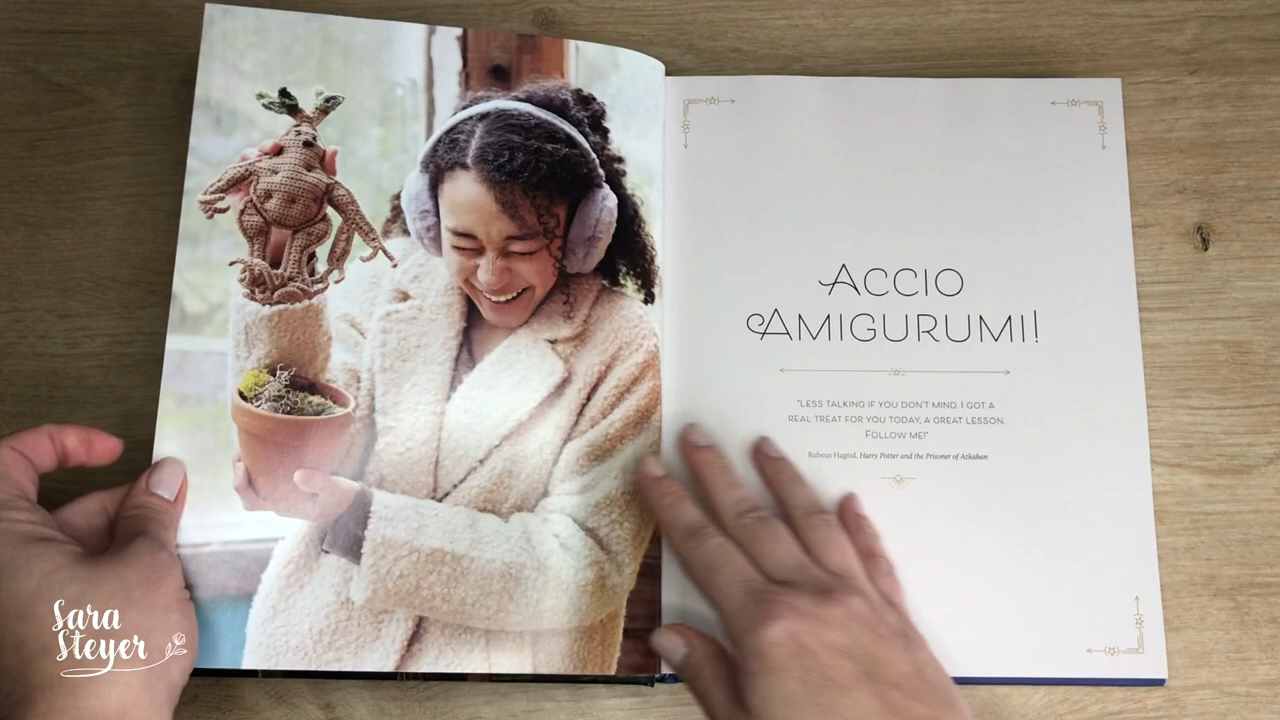 Accio
Amigurumi!
"Less talking if you don't mind. I got a
real treat for you today, a great lesson.
Follow me!"
Rubeus Hagrid, Harry Potter and the Prisoner of Azkaban
Sara
Steyer